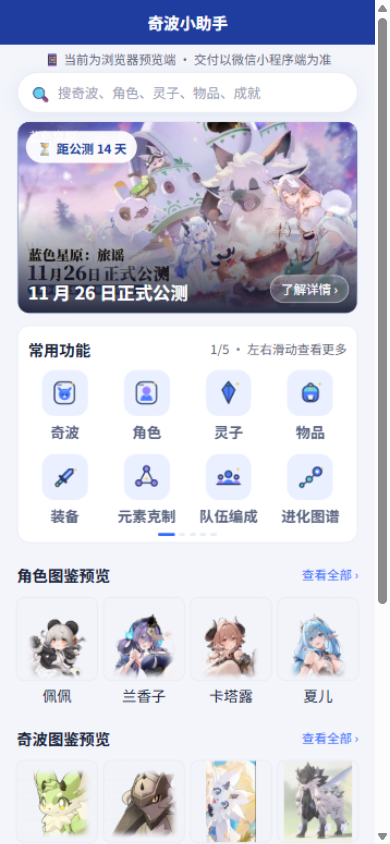 奇波小助手
当前为浏览器预览端 • 交付以微信小程序端为准
搜奇波、角色、灵子、物品、成就
距公测 14 天
蓝色星原：旅谣
11月26日正式公测
11 月 26 日正式公测
了解详情 ›
常用功能
1/5 • 左右滑动查看更多
奇波
角色
灵子
物品
装备
元素克制
队伍编成
进化图谱
角色图鉴预览
查看全部 ›
佩佩
兰香子
卡塔露
夏儿
奇波图鉴预览
查看全部 ›